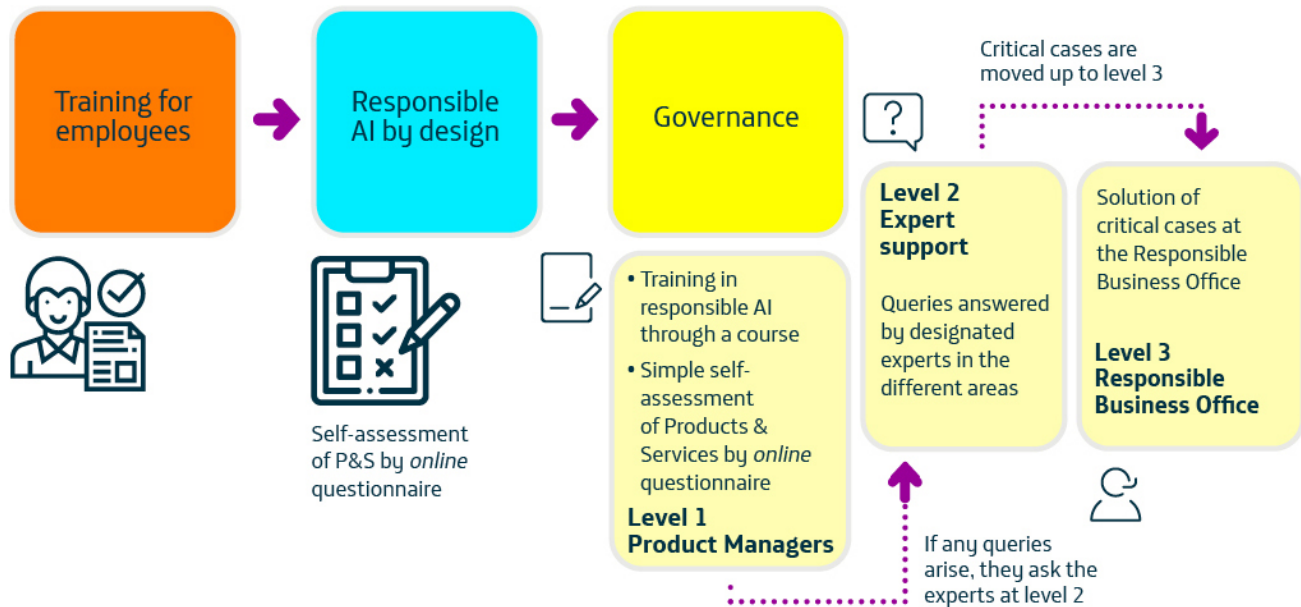 Training for
employees
Responsible
AI by design
Self-assessment
of P&S by online
questionnaire
Governance
• Training in
responsible AI
through a course
• Simple self-
assessment
of Products &
Services by online
questionnaire
Level 1
Product Managers
If any queries
arise, they ask the
experts at level 2
?
Level 2
Expert
support
Queries answered
by designated
experts in the
different areas
Critical cases are
moved up to level 3
Solution of
critical cases at
the Responsible
Business Office
Level 3
Responsible
Business Office